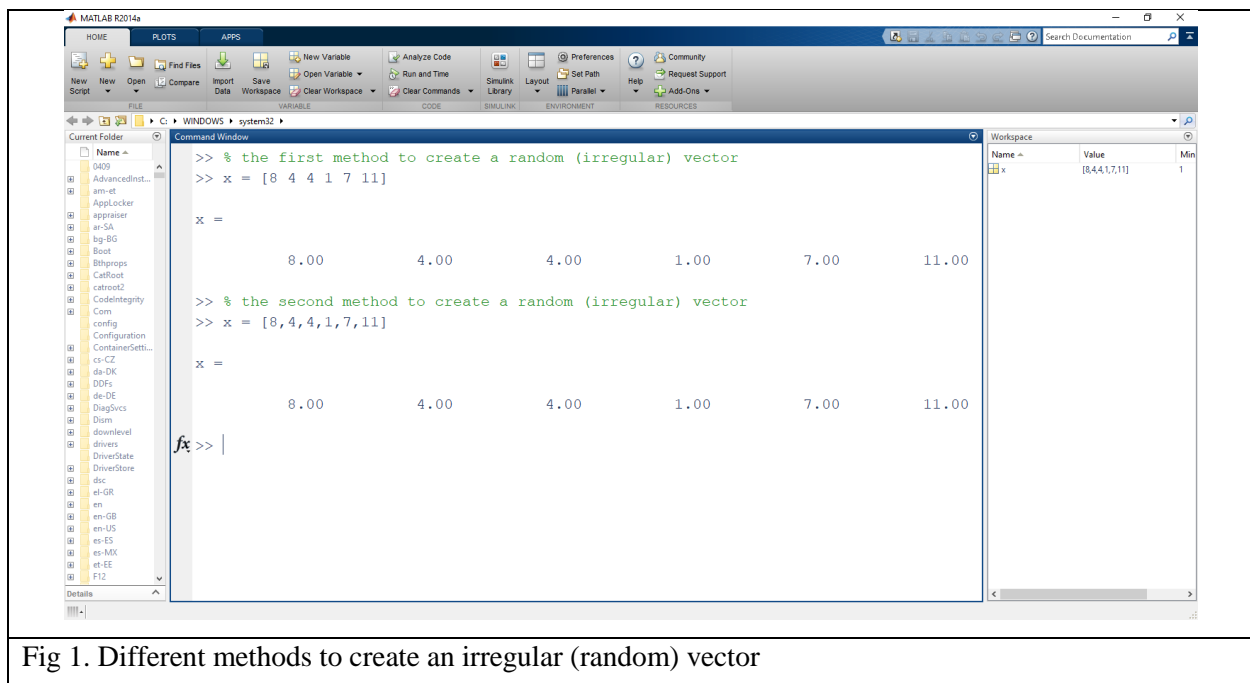 MATLAB R2014a
HOME PLOTS APPS
Search Documentation
New Script
New
Open
Find Files
Compare
FILE
Import Data
Save Workspace
New Variable
Open Variable
Clear Workspace
VARIABLE
Analyze Code
Run and Time
Clear Commands
CODE
Simulink Library
SIMULINK
Layout
Preferences
Set Path
Parallel
ENVIRONMENT
Help
Community
Request Support
Add-Ons
RESOURCES
C: WINDOWS system32
Current Folder
Name
0409
AdvancedInst...
am-et
AppLocker
appraiser
ar-SA
bg-BG
Boot
Bthprops
CatRoot
catroot2
CodeIntegrity
Com
config
Configuration
ContainerSetti...
cs-CZ
da-DK
DDFs
de-DE
DiagSvcs
Dism
downlevel
drivers
DriverState
DriverStore
dsc
el-GR
en
en-GB
en-US
es-ES
es-MX
et-EE
F12
Details
Command Window
>> % the first method to create a random (irregular) vector
>> x = [8 4 4 1 7 11]
x =
8.00 4.00 4.00 1.00 7.00 11.00
>> % the second method to create a random (irregular) vector
>> x = [8,4,4,1,7,11]
x =
8.00 4.00 4.00 1.00 7.00 11.00
fx >>
Workspace
Name Value Min
x [8,4,4,1,7,11] 1
Fig 1. Different methods to create an irregular (random) vector